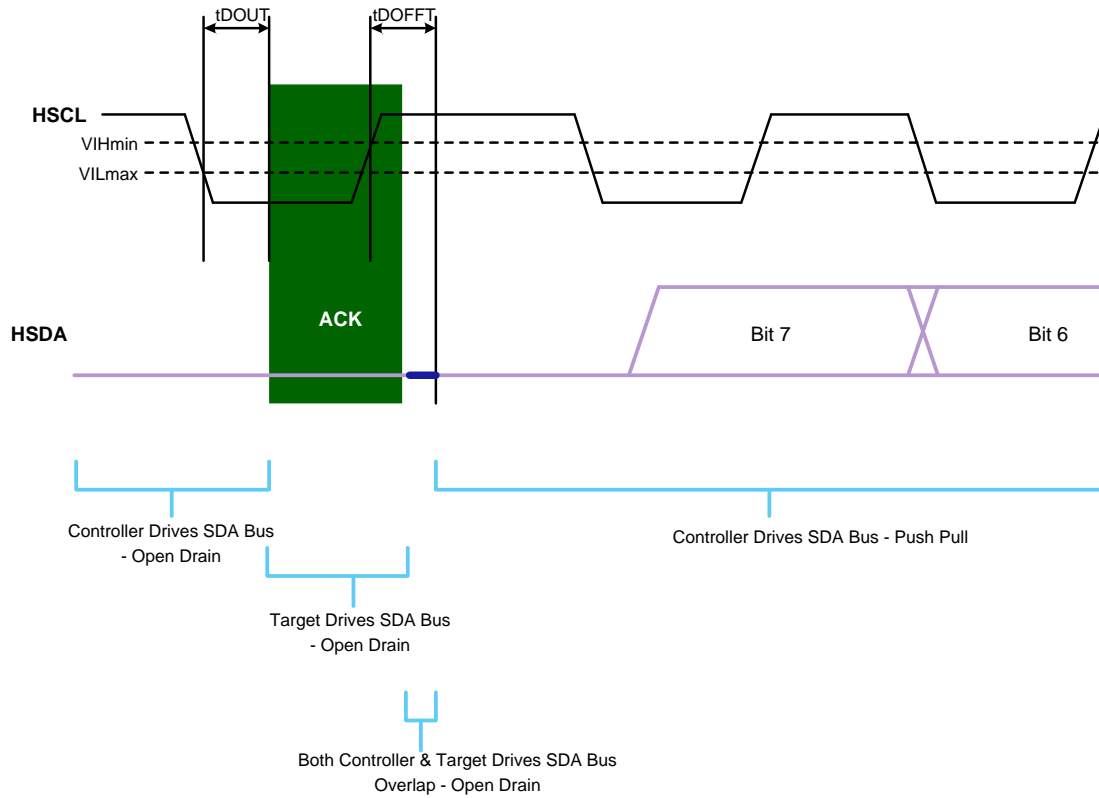 tDOUT
tDOFFT
HSCL
VIHmin
VILmax
ACK
HSDA
Bit 7
Bit 6
Controller Drives SDA Bus
- Open Drain
Controller Drives SDA Bus - Push Pull
Target Drives SDA Bus
- Open Drain
Both Controller & Target Drives SDA Bus
Overlap - Open Drain